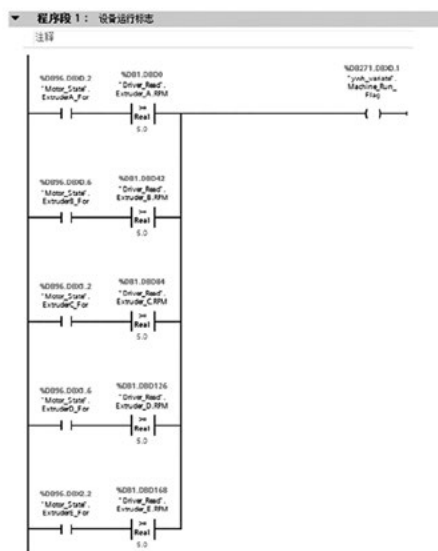 程序段 1： 设备运行标志
注释
%DB96.DBX0.2
"Motor_State".
ExtruderA_For
%DB1.DBD0
"Driver_Read".
Extruder_A.RPM
>=
Real
5.0
%DB271.DBX0.1
"ywh_variate".
Machine_Run_
Flag
%DB96.DBX0.6
"Motor_State".
ExtruderB_For
%DB1.DBD42
"Driver_Read".
Extruder_B.RPM
>=
Real
5.0
%DB96.DBX1.2
"Motor_State".
ExtruderC_For
%DB1.DBD84
"Driver_Read".
Extruder_C.RPM
>=
Real
5.0
%DB96.DBX1.6
"Motor_State".
ExtruderD_For
%DB1.DBD126
"Driver_Read".
Extruder_D.RPM
>=
Real
5.0
%DB96.DBX2.2
"Motor_State".
ExtruderE_For
%DB1.DBD168
"Driver_Read".
Extruder_E.RPM
>=
Real
5.0